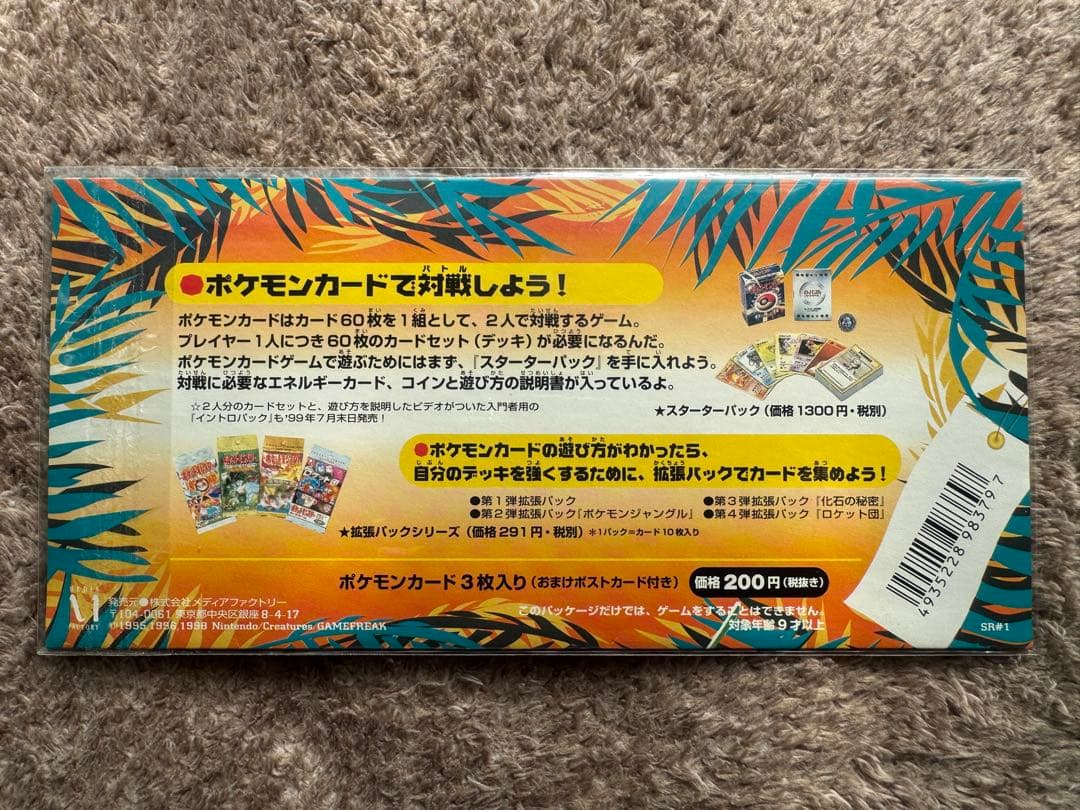 ●ポケモンカードで対戦しよう！
ポケモンカードはカード60枚を1組として、2人で対戦するゲーム。
プレイヤー1人につき60枚のカードセット（デッキ）が必要になるんだ。
ポケモンカードゲームで遊ぶためにはまず、『スターターパック』を手に入れよう。
対戦に必要なエネルギーカード、コインと遊び方の説明書が入っているよ。
☆2人分のカードセットと、遊び方を説明したビデオがついた入門者用の
「イントロパック」も'99年7月末日発売！
★スターターパック（価格1300円・税別）
●ポケモンカードの遊び方がわかったら、
自分のデッキを強くするために、拡張パックでカードを集めよう！
●第1弾拡張パック
●第2弾拡張パック『ポケモンジャングル』
●第3弾拡張パック『化石の秘密』
●第4弾拡張パック『ロケット団』
★拡張パックシリーズ（価格291円・税別）＊1パック＝カード10枚入り
ポケモンカード3枚入り（おまけポストカード付き）
価格200円（税抜き）
このパッケージだけでは、ゲームをすることはできません。
対象年齢9才以上
MEDIA FACTORY
発売元●株式会社メディアファクトリー
〒104-0061 東京都中央区銀座8-4-17
©1995,1996,1998 Nintendo/Creatures/GAMEFREAK
4935228983797
SR#1